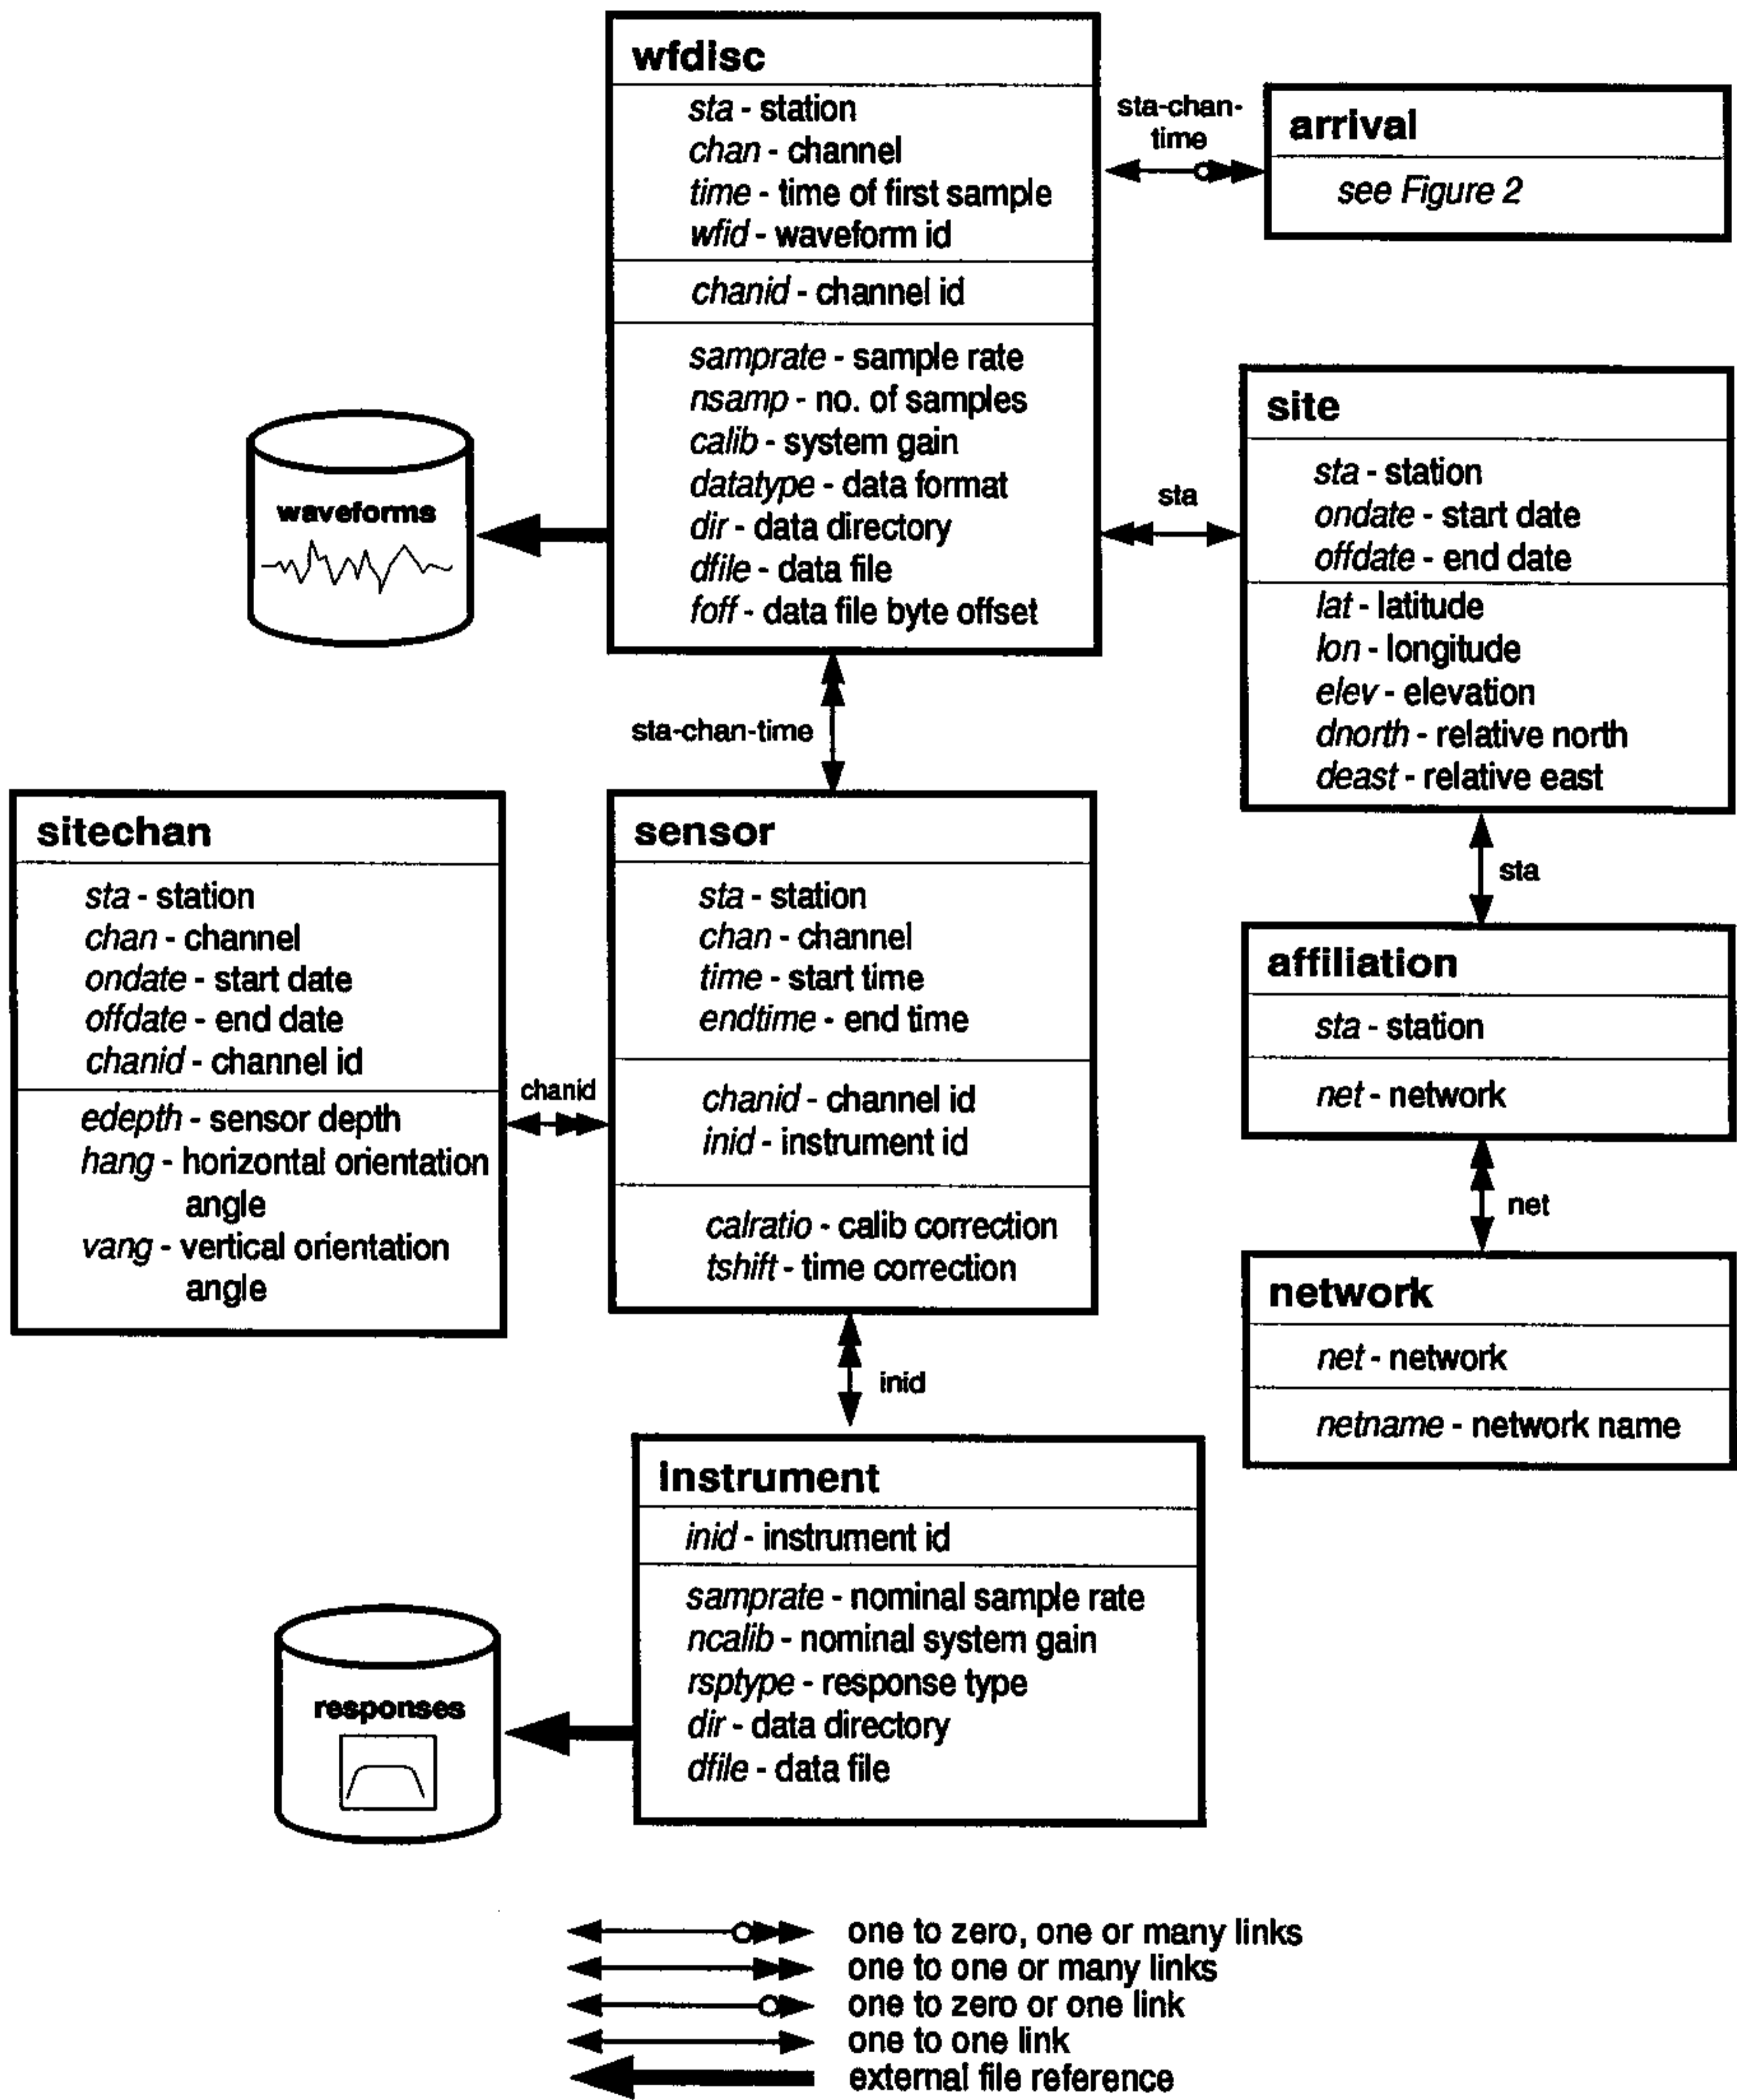 wfdisc
sta - station
chan - channel
time - time of first sample
wfid - waveform id
chanid - channel id
samprate - sample rate
nsamp - no. of samples
calib - system gain
datatype - data format
dir - data directory
dfile - data file
foff - data file byte offset
sta-chan-
time
arrival
see Figure 2
waveforms
sta
site
sta - station
ondate - start date
offdate - end date
lat - latitude
lon - longitude
elev - elevation
dnorth - relative north
deast - relative east
sta-chan-time
sitechan
sta - station
chan - channel
ondate - start date
offdate - end date
chanid - channel id
edepth - sensor depth
hang - horizontal orientation
angle
vang - vertical orientation
angle
chanid
sensor
sta - station
chan - channel
time - start time
endtime - end time
chanid - channel id
inid - instrument id
calratio - calib correction
tshift - time correction
sta
affiliation
sta - station
net - network
net
network
net - network
netname - network name
inid
instrument
inid - instrument id
samprate - nominal sample rate
ncalib - nominal system gain
rsptype - response type
dir - data directory
dfile - data file
responses
one to zero, one or many links
one to one or many links
one to zero or one link
one to one link
external file reference